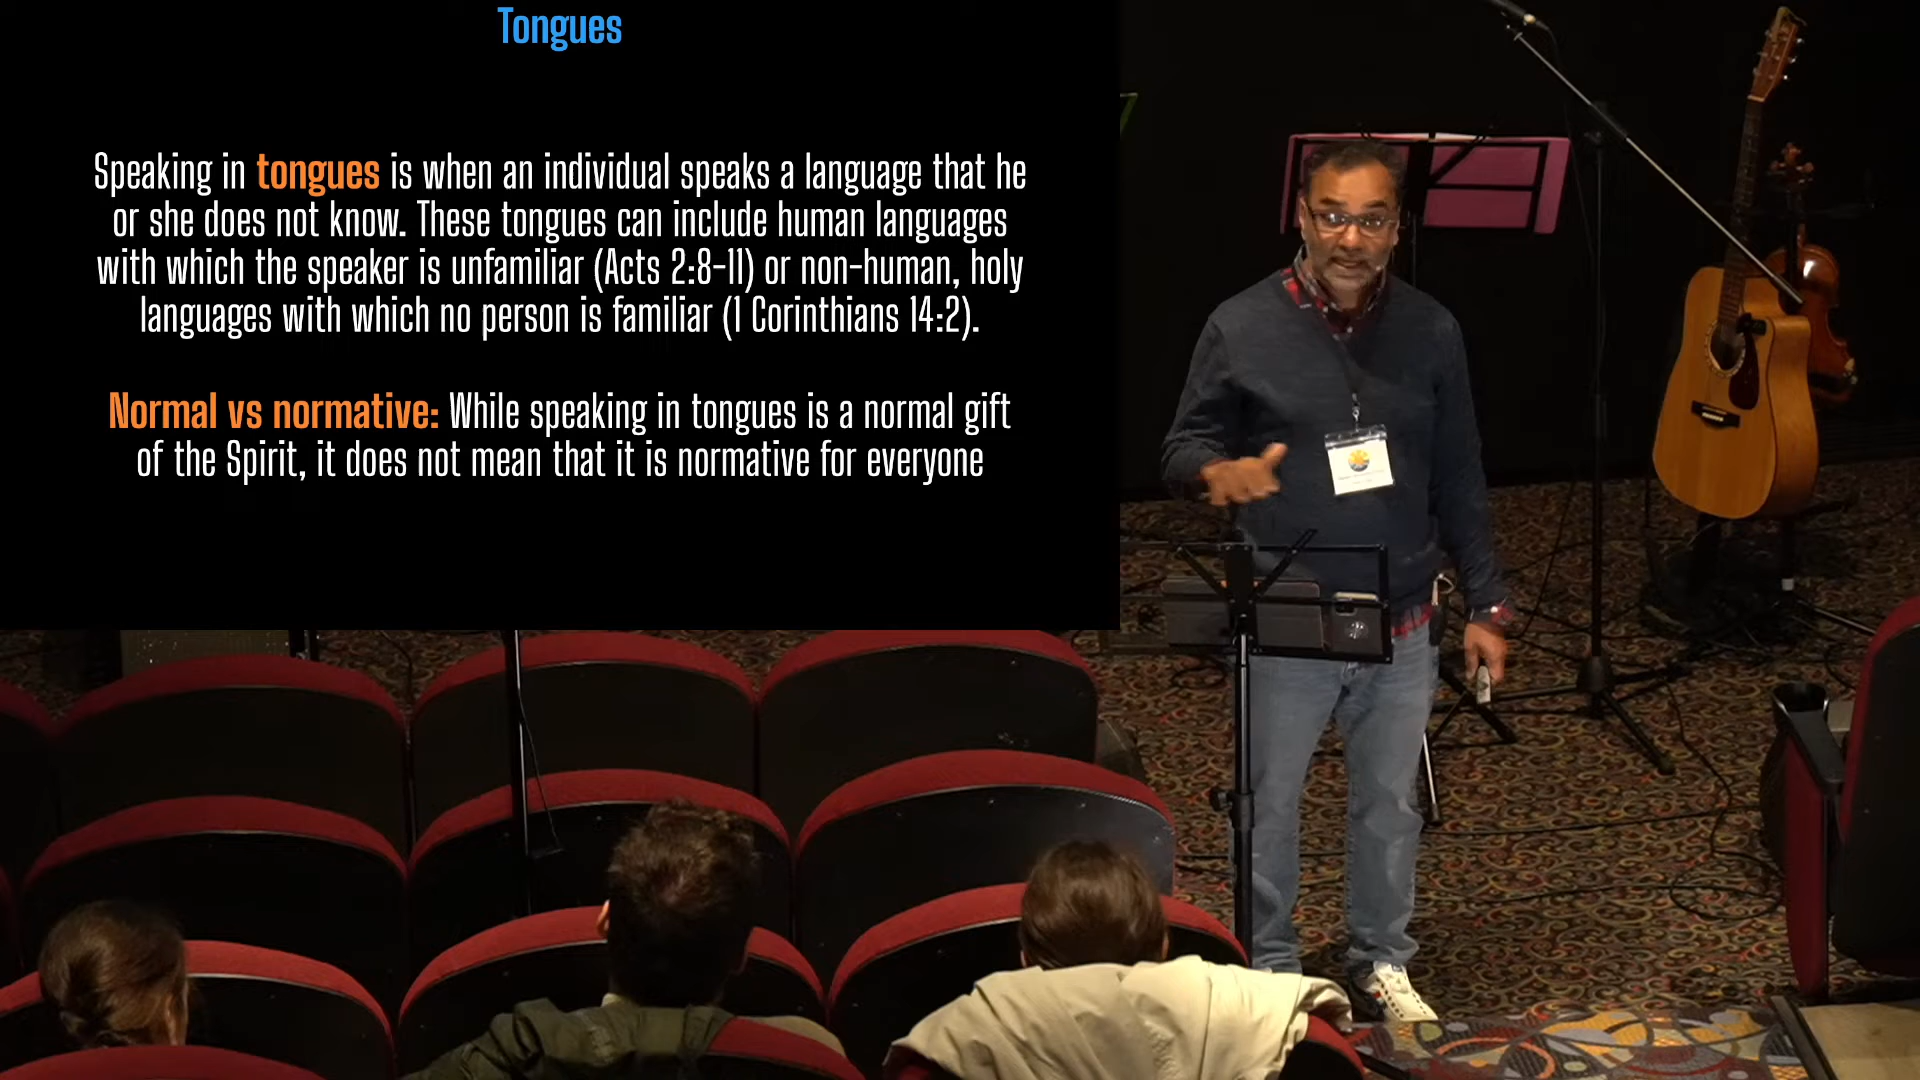 Tongues
Speaking in tongues is when an individual speaks a language that he
or she does not know. These tongues can include human languages
with which the speaker is unfamiliar (Acts 2:8-11) or non-human, holy
languages with which no person is familiar (1 Corinthians 14:2).
Normal vs normative: While speaking in tongues is a normal gift
of the Spirit, it does not mean that it is normative for everyone